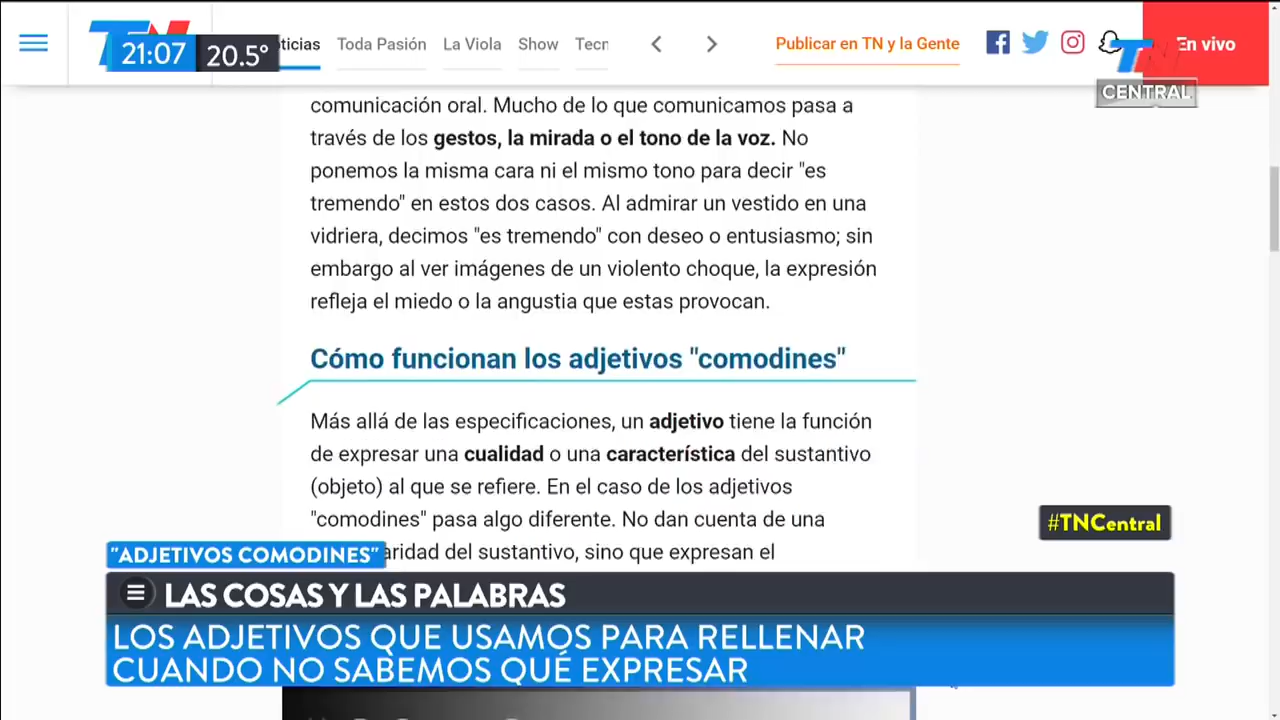 TN
21:07 20.5°
ticias Toda Pasión La Viola Show Tecn
Publicar en TN y la Gente
En vivo
TN
CENTRAL
comunicación oral. Mucho de lo que comunicamos pasa a
través de los gestos, la mirada o el tono de la voz. No
ponemos la misma cara ni el mismo tono para decir "es
tremendo" en estos dos casos. Al admirar un vestido en una
vidriera, decimos "es tremendo" con deseo o entusiasmo; sin
embargo al ver imágenes de un violento choque, la expresión
refleja el miedo o la angustia que estas provocan.
Cómo funcionan los adjetivos "comodines"
Más allá de las especificaciones, un adjetivo tiene la función
de expresar una cualidad o una característica del sustantivo
(objeto) al que se refiere. En el caso de los adjetivos
"comodines" pasa algo diferente. No dan cuenta de una
aridad del sustantivo, sino que expresan el
#TNCentral
"ADJETIVOS COMODINES"
LAS COSAS Y LAS PALABRAS
LOS ADJETIVOS QUE USAMOS PARA RELLENAR
CUANDO NO SABEMOS QUÉ EXPRESAR